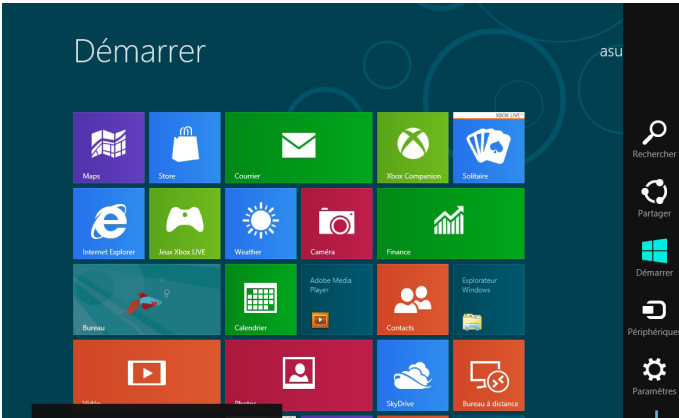 Démarrer
asu
XBOX LIVE
Maps
Store
Courrier
Xbox Companion
Solitaire
Rechercher
Partager
Internet Explorer
Jeux Xbox LIVE
Weather
Caméra
Finance
Démarrer
Bureau
Calendrier
Adobe Media
Player
Contacts
Explorateur
Windows
Périphériques
Vidéo
Photos
SkyDrive
Bureau à distance
Paramètres